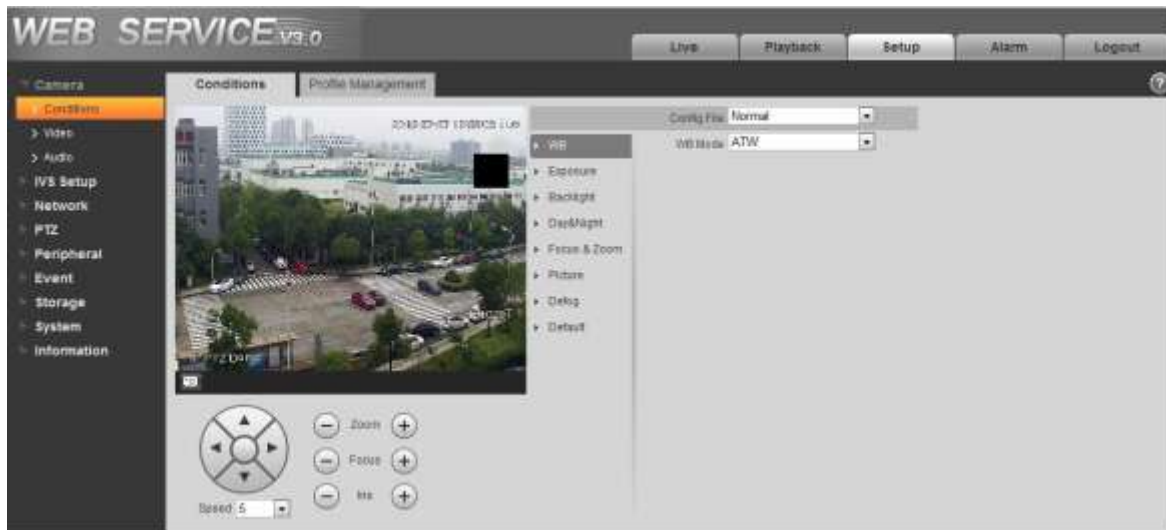 WEB SERVICE V3.0
Live
Playback
Setup
Alarm
Logout
Camera
Conditions
Video
Audio
IVS Setup
Network
PTZ
Peripheral
Event
Storage
System
Information
Conditions
Profile Management
WB
Exposure
Backlight
Day&Night
Focus & Zoom
Picture
Defog
Default
Config File
Normal
WB Mode
ATW
Zoom
Focus
Iris
Speed 5